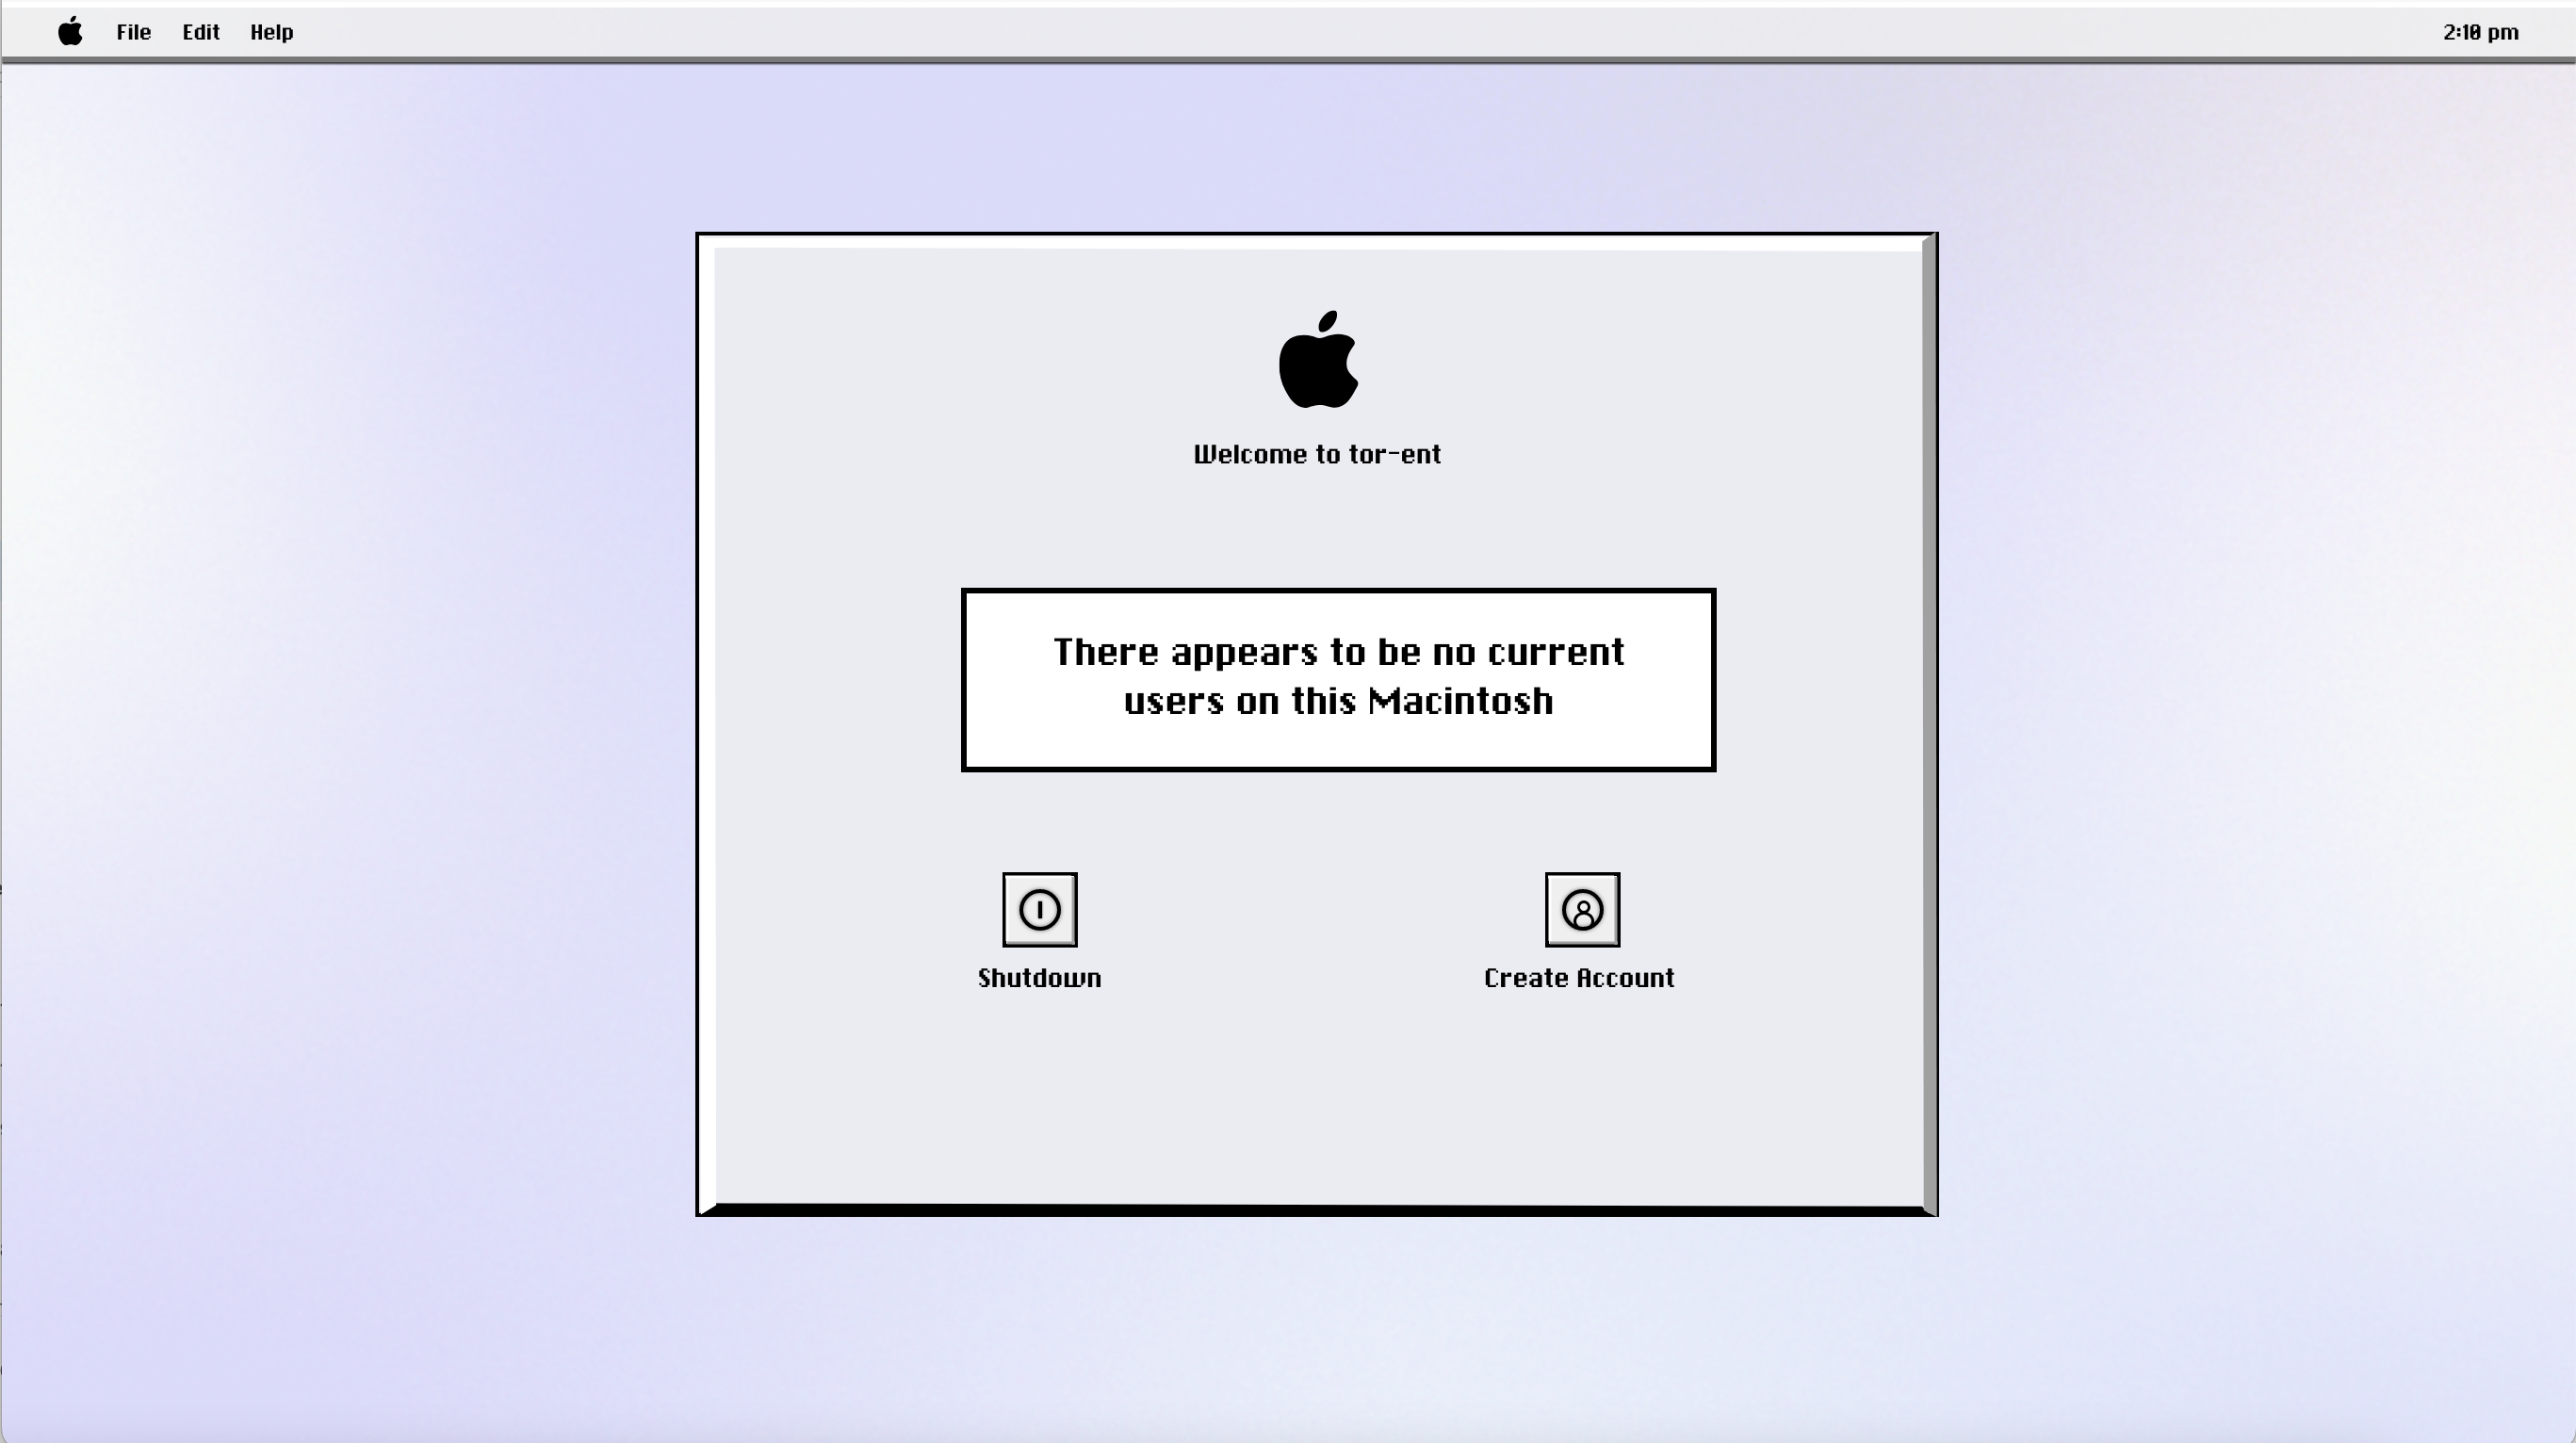 File Edit Help 2:10 pm
Welcome to tor-ent
There appears to be no current
users on this Macintosh
Shutdown Create Account